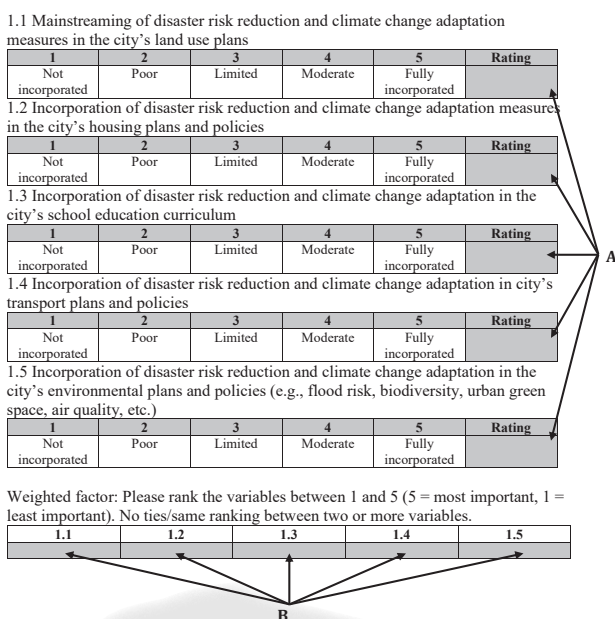 1.1 Mainstreaming of disaster risk reduction and climate change adaptation
measures in the city’s land use plans
1 2 3 4 5 Rating
Not Poor Limited Moderate Fully
incorporated incorporated
1.2 Incorporation of disaster risk reduction and climate change adaptation measures
in the city’s housing plans and policies
1 2 3 4 5 Rating
Not Poor Limited Moderate Fully
incorporated incorporated
1.3 Incorporation of disaster risk reduction and climate change adaptation in the
city’s school education curriculum
1 2 3 4 5 Rating
Not Poor Limited Moderate Fully
incorporated incorporated
A
1.4 Incorporation of disaster risk reduction and climate change adaptation in city’s
transport plans and policies
1 2 3 4 5 Rating
Not Poor Limited Moderate Fully
incorporated incorporated
1.5 Incorporation of disaster risk reduction and climate change adaptation in the
city’s environmental plans and policies (e.g., flood risk, biodiversity, urban green
space, air quality, etc.)
1 2 3 4 5 Rating
Not Poor Limited Moderate Fully
incorporated incorporated
Weighted factor: Please rank the variables between 1 and 5 (5 = most important, 1 =
least important). No ties/same ranking between two or more variables.
1.1 1.2 1.3 1.4 1.5
B